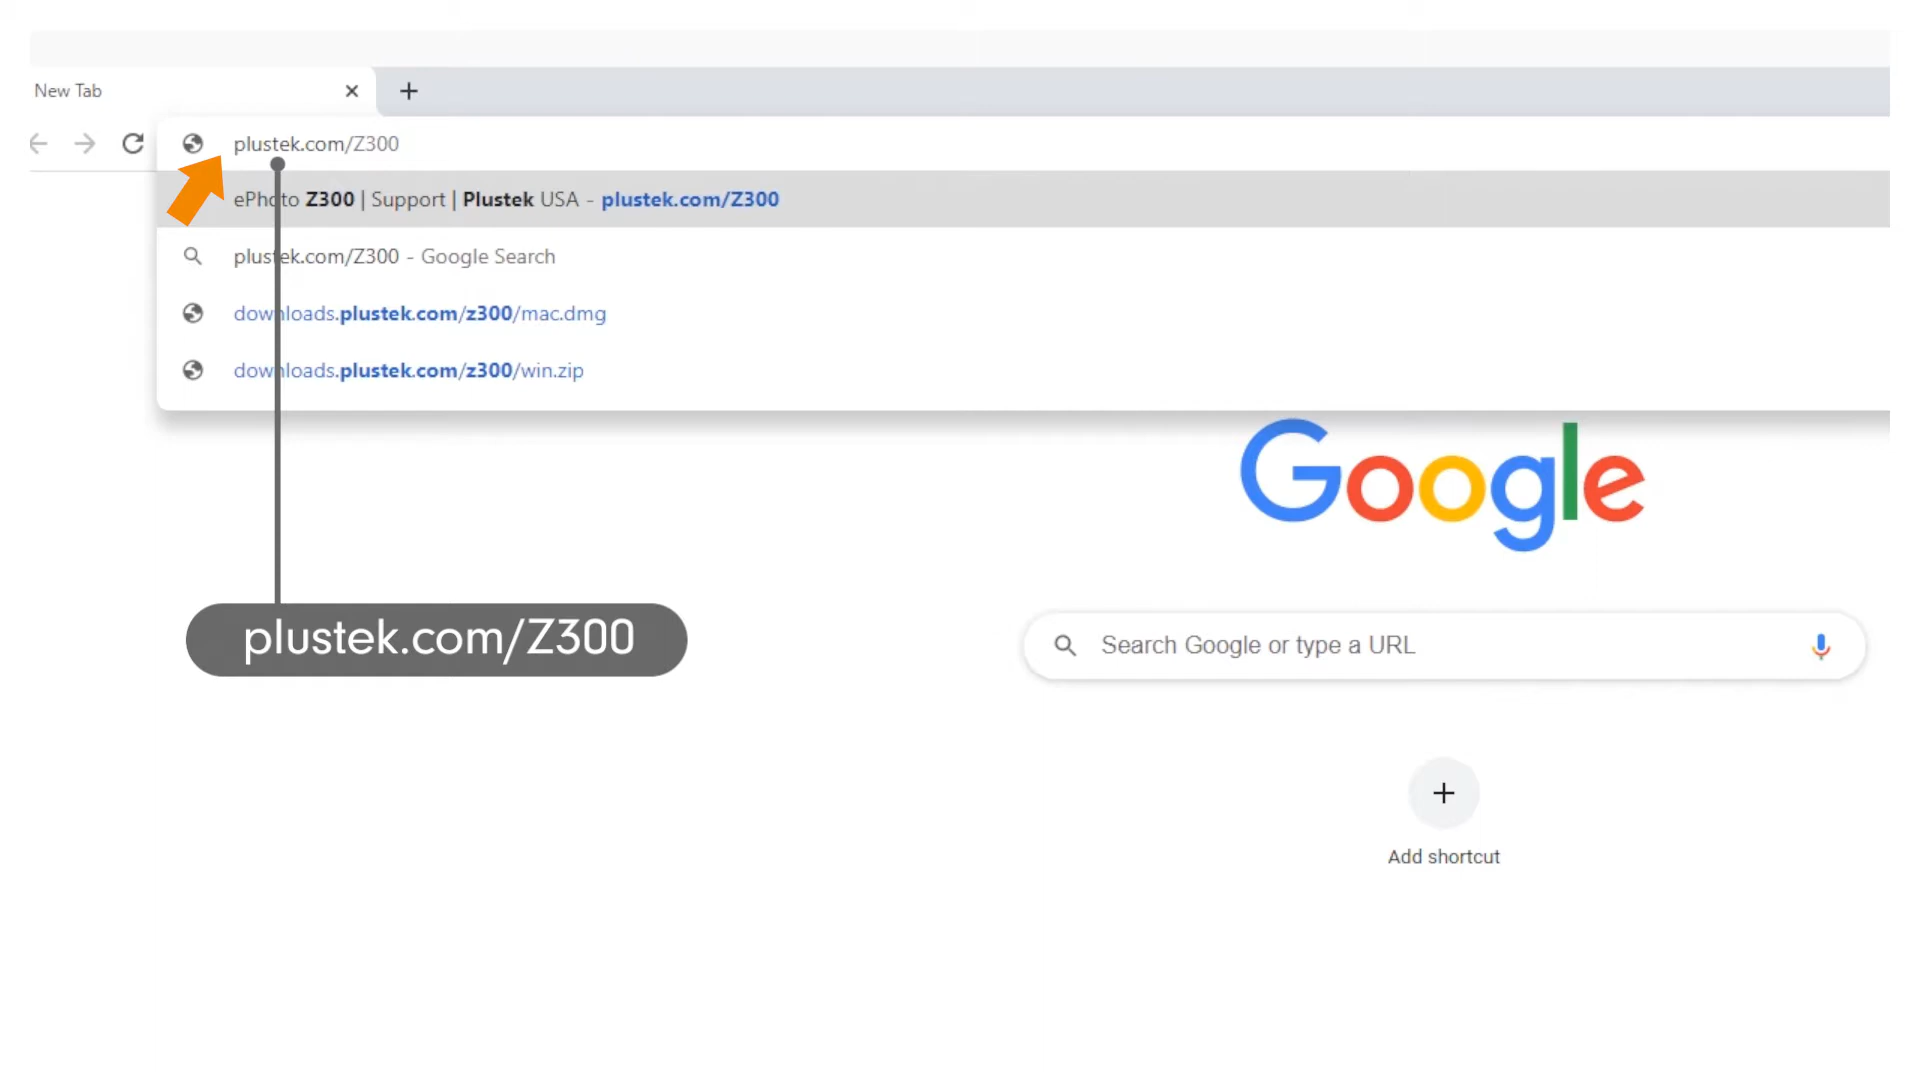 New Tab
plustek.com/Z300
ePhoto Z300 | Support | Plustek USA - plustek.com/Z300
plustek.com/Z300 - Google Search
downloads.plustek.com/z300/mac.dmg
downloads.plustek.com/z300/win.zip
Google
plustek.com/Z300
Search Google or type a URL
Add shortcut